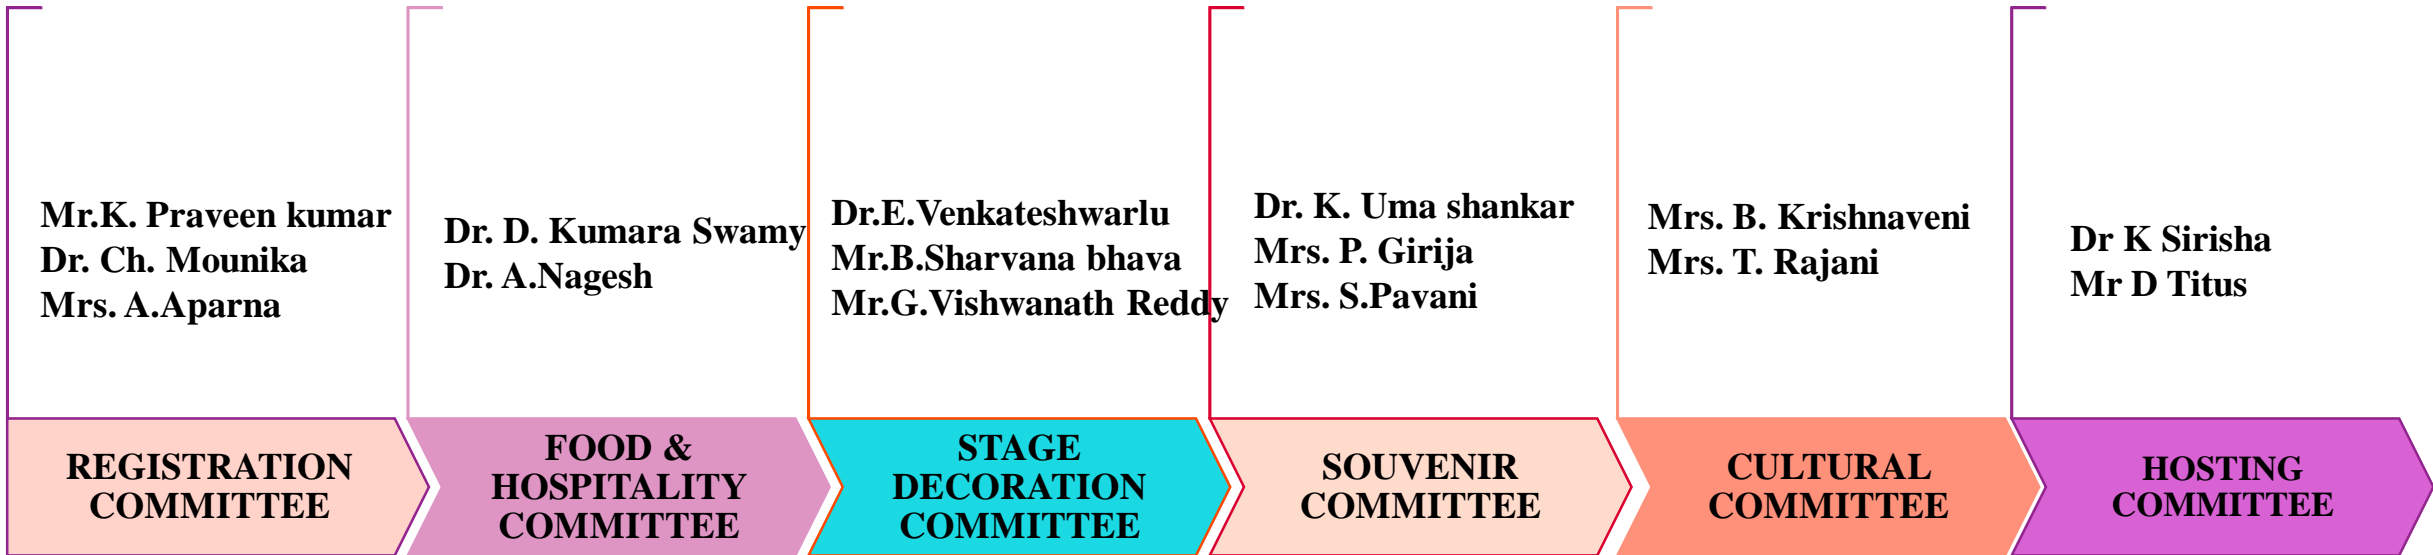 Mr.K. Praveen kumar
Dr. Ch. Mounika
Mrs. A.Aparna
REGISTRATION
COMMITTEE
Dr. D. Kumara Swamy
Dr. A.Nagesh
FOOD &
HOSPITALITY
COMMITTEE
Dr.E.Venkateshwarlu
Mr.B.Sharvana bhava
Mr.G.Vishwanath Reddy
STAGE
DECORATION
COMMITTEE
Dr. K. Uma shankar
Mrs. P. Girija
Mrs. S.Pavani
SOUVENIR
COMMITTEE
Mrs. B. Krishnaveni
Mrs. T. Rajani
CULTURAL
COMMITTEE
Dr K Sirisha
Mr D Titus
HOSTING
COMMITTEE